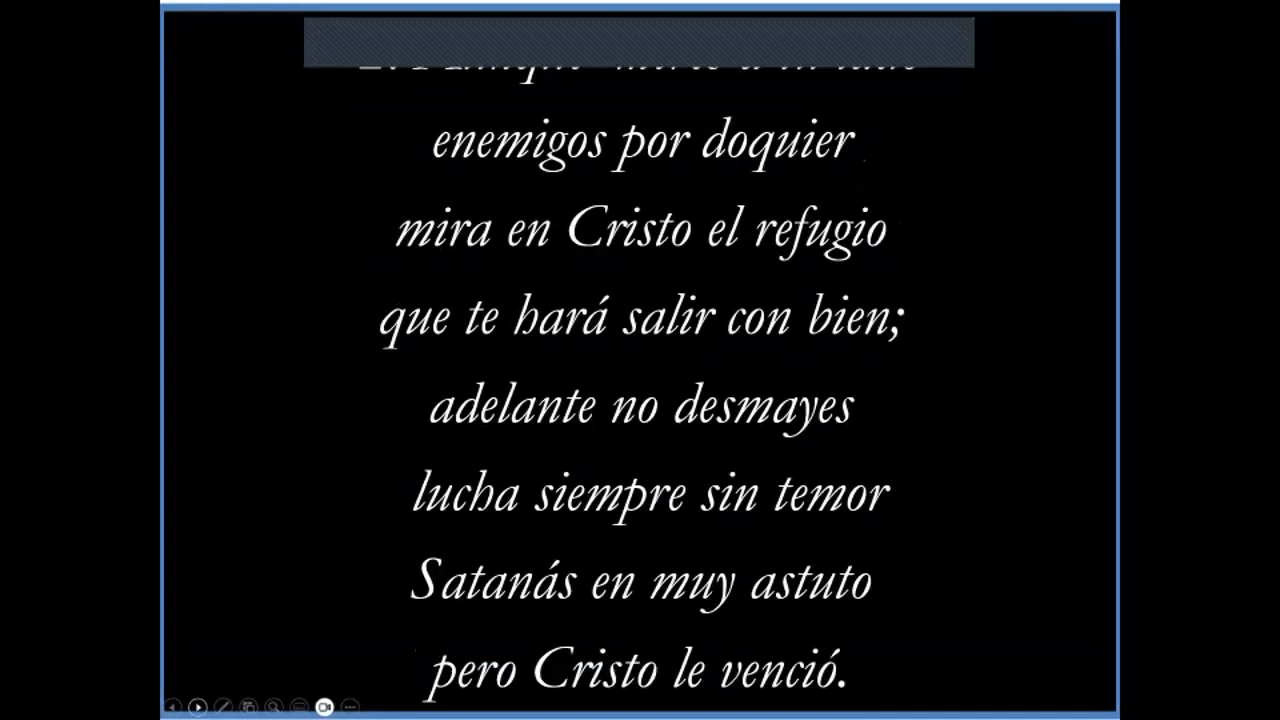 enemigos por doquier
mira en Cristo el refugio
que te hará salir con bien;
adelante no desmayes
lucha siempre sin temor
Satanás en muy astuto
pero Cristo le venció.